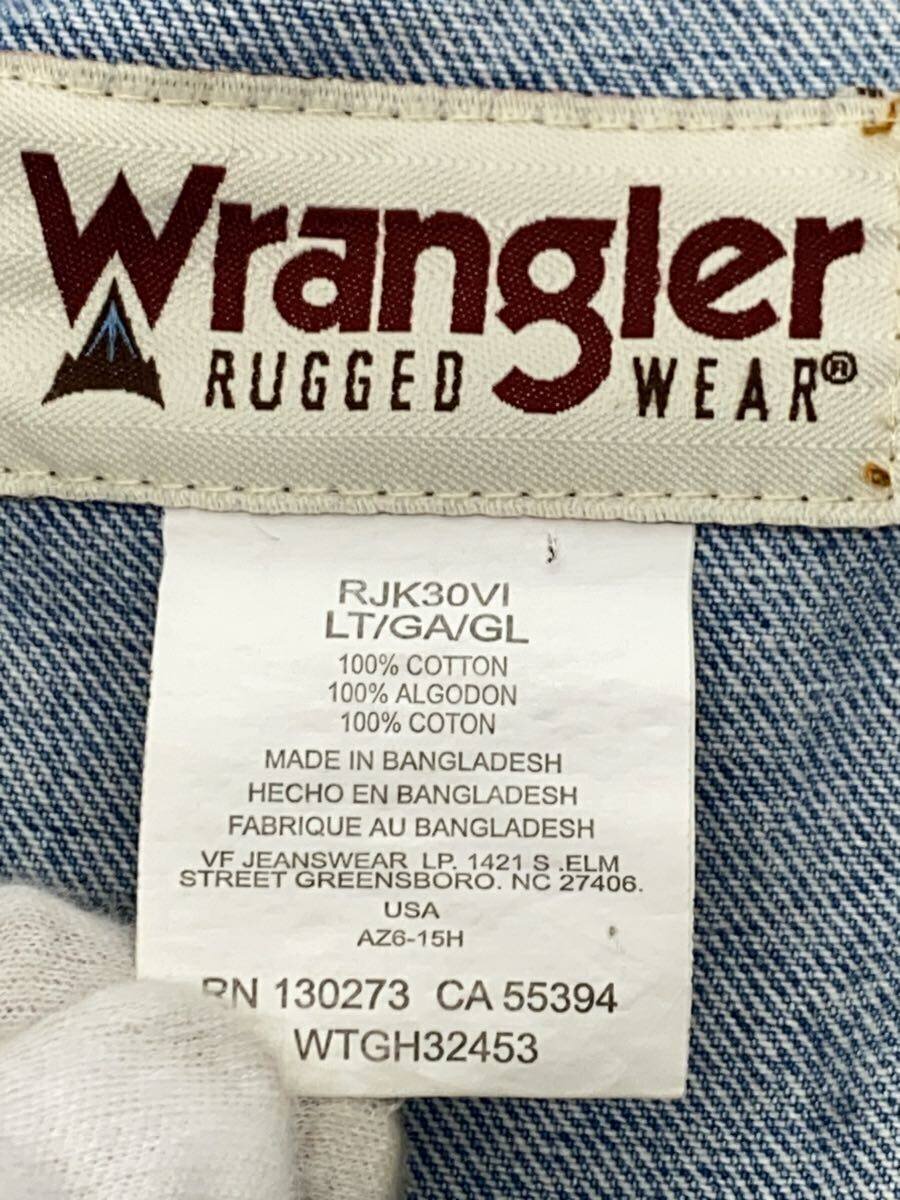 Wrangler
RUGGED WEAR®
RJK30VI
LT/GA/GL
100% COTTON
100% ALGODON
100% COTON
MADE IN BANGLADESH
HECHO EN BANGLADESH
FABRIQUE AU BANGLADESH
VF JEANSWEAR LP. 1421 S .ELM
STREET GREENSBORO. NC 27406.
USA
AZ6-15H
RN 130273 CA 55394
WTGH32453